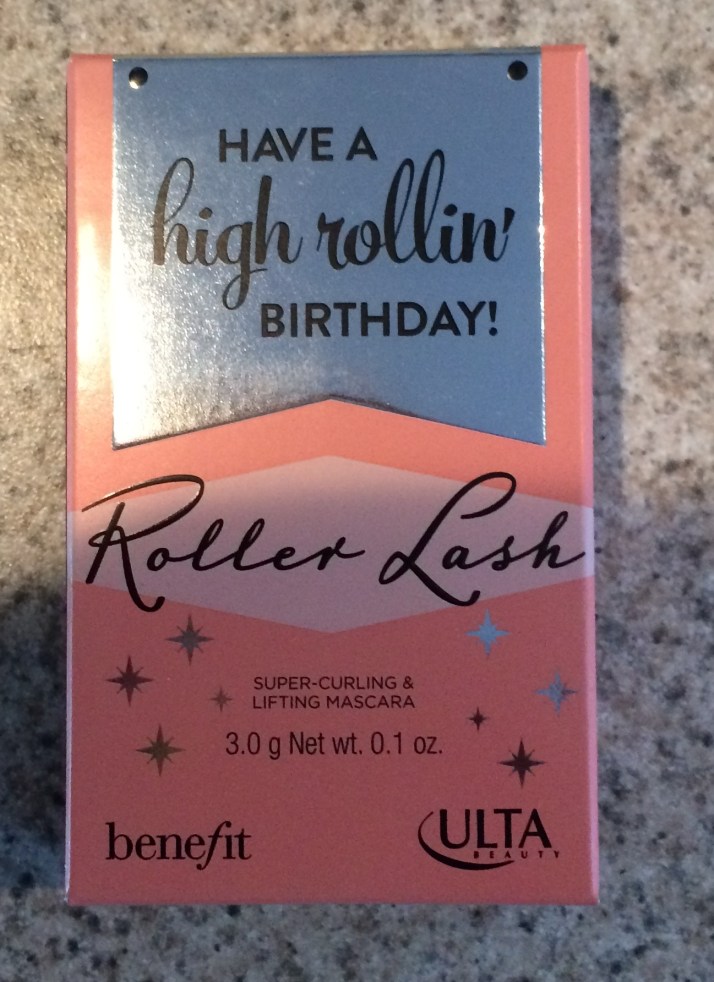 HAVE A
high rollin'
BIRTHDAY!
Roller Lash
SUPER-CURLING &
LIFTING MASCARA
3.0 g Net wt. 0.1 oz.
benefit
ULTA
BEAUTY